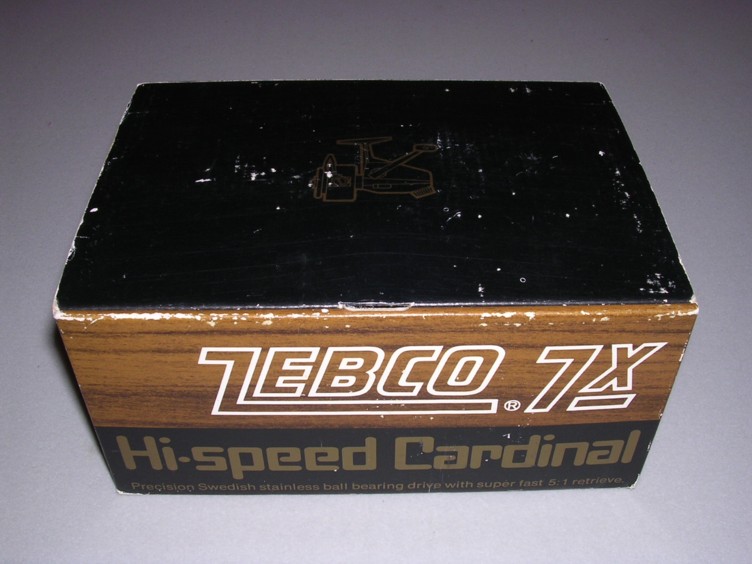 ZEBCO® 7X
Hi-speed Cardinal
Precision Swedish stainless ball bearing drive with super fast 5:1 retrieve.